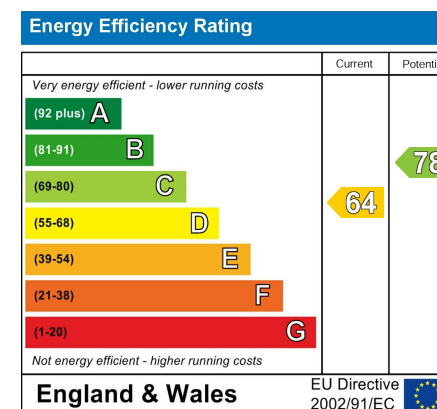 Energy Efficiency Rating
Current Potenti
Very energy efficient - lower running costs
(92 plus) A
(81-91) B
78
(69-80) C
64
(55-68) D
(39-54) E
(21-38) F
(1-20) G
Not energy efficient - higher running costs
England & Wales
EU Directive
2002/91/EC